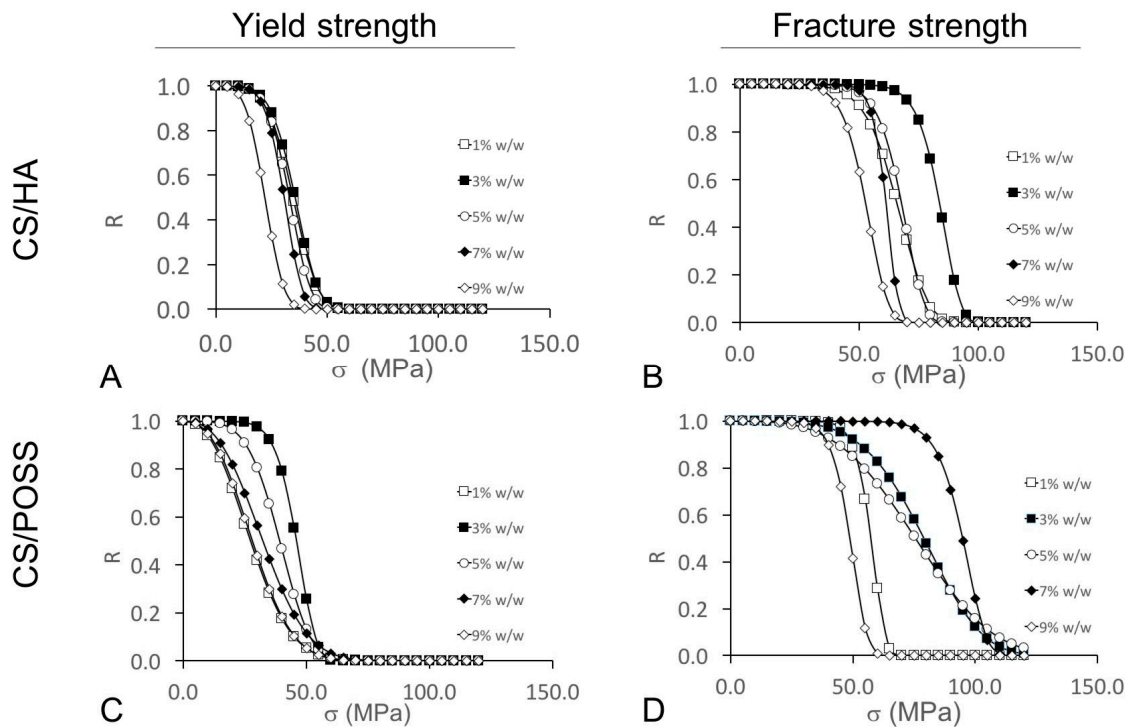 Yield strength
Fracture strength
CS/HA
1.0
0.8
0.6
0.4
0.2
0.0
R
0.0 50.0 100.0 150.0
σ (MPa)
1% w/w
3% w/w
5% w/w
7% w/w
9% w/w
A
1.0
0.8
0.6
0.4
0.2
0.0
R
0.0 50.0 100.0 150.0
σ (MPa)
1% w/w
3% w/w
5% w/w
7% w/w
9% w/w
B
CS/POSS
1.0
0.8
0.6
0.4
0.2
0.0
R
0.0 50.0 100.0 150.0
σ (MPa)
1% w/w
3% w/w
5% w/w
7% w/w
9% w/w
C
1.0
0.8
0.6
0.4
0.2
0.0
R
0.0 50.0 100.0 150.0
σ (MPa)
1% w/w
3% w/w
5% w/w
7% w/w
9% w/w
D